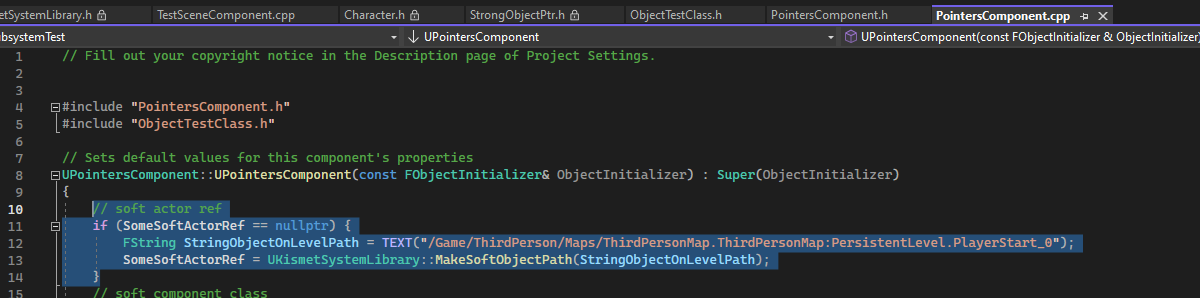 etSystemLibrary.h TestSceneComponent.cpp Character.h StrongObjectPtr.h ObjectTestClass.h PointersComponent.h PointersComponent.cpp
ubsystemTest UPointersComponent UPointersComponent(const FObjectInitializer & ObjectInitializer)
1 // Fill out your copyright notice in the Description page of Project Settings.
2
3
4 #include "PointersComponent.h"
5 #include "ObjectTestClass.h"
6
7 // Sets default values for this component's properties
8 UPointersComponent::UPointersComponent(const FObjectInitializer& ObjectInitializer) : Super(ObjectInitializer)
9 {
10 // soft actor ref
11 if (SomeSoftActorRef == nullptr) {
12 FString StringObjectOnLevelPath = TEXT("/Game/ThirdPerson/Maps/ThirdPersonMap.ThirdPersonMap:PersistentLevel.PlayerStart_0");
13 SomeSoftActorRef = UKismetSystemLibrary::MakeSoftObjectPath(StringObjectOnLevelPath);
14 }
15 // soft component class